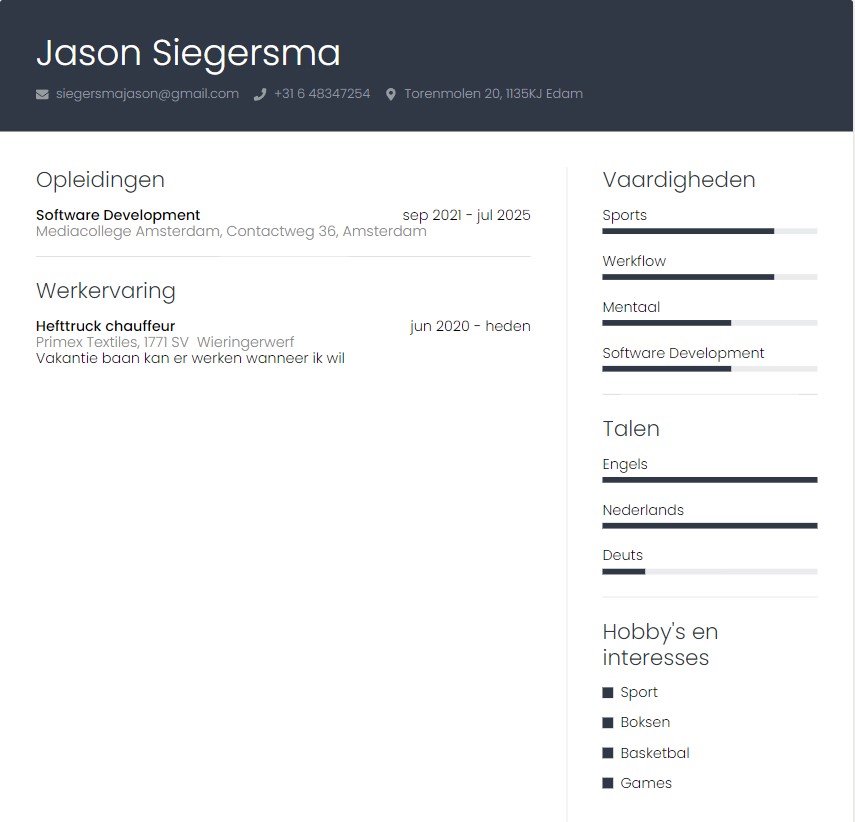 Jason Siegersma
siegersmajason@gmail.com +31 6 48347254 Torenmolen 20, 1135KJ Edam
Opleidingen
Software Development sep 2021 - jul 2025
Mediacollege Amsterdam, Contactweg 36, Amsterdam
Werkervaring
Hefttruck chauffeur jun 2020 - heden
Primex Textiles, 1771 SV Wieringerwerf
Vakantie baan kan er werken wanneer ik wil
Vaardigheden
Sports
Werkflow
Mentaal
Software Development
Talen
Engels
Nederlands
Deuts
Hobby's en
interesses
Sport
Boksen
Basketbal
Games